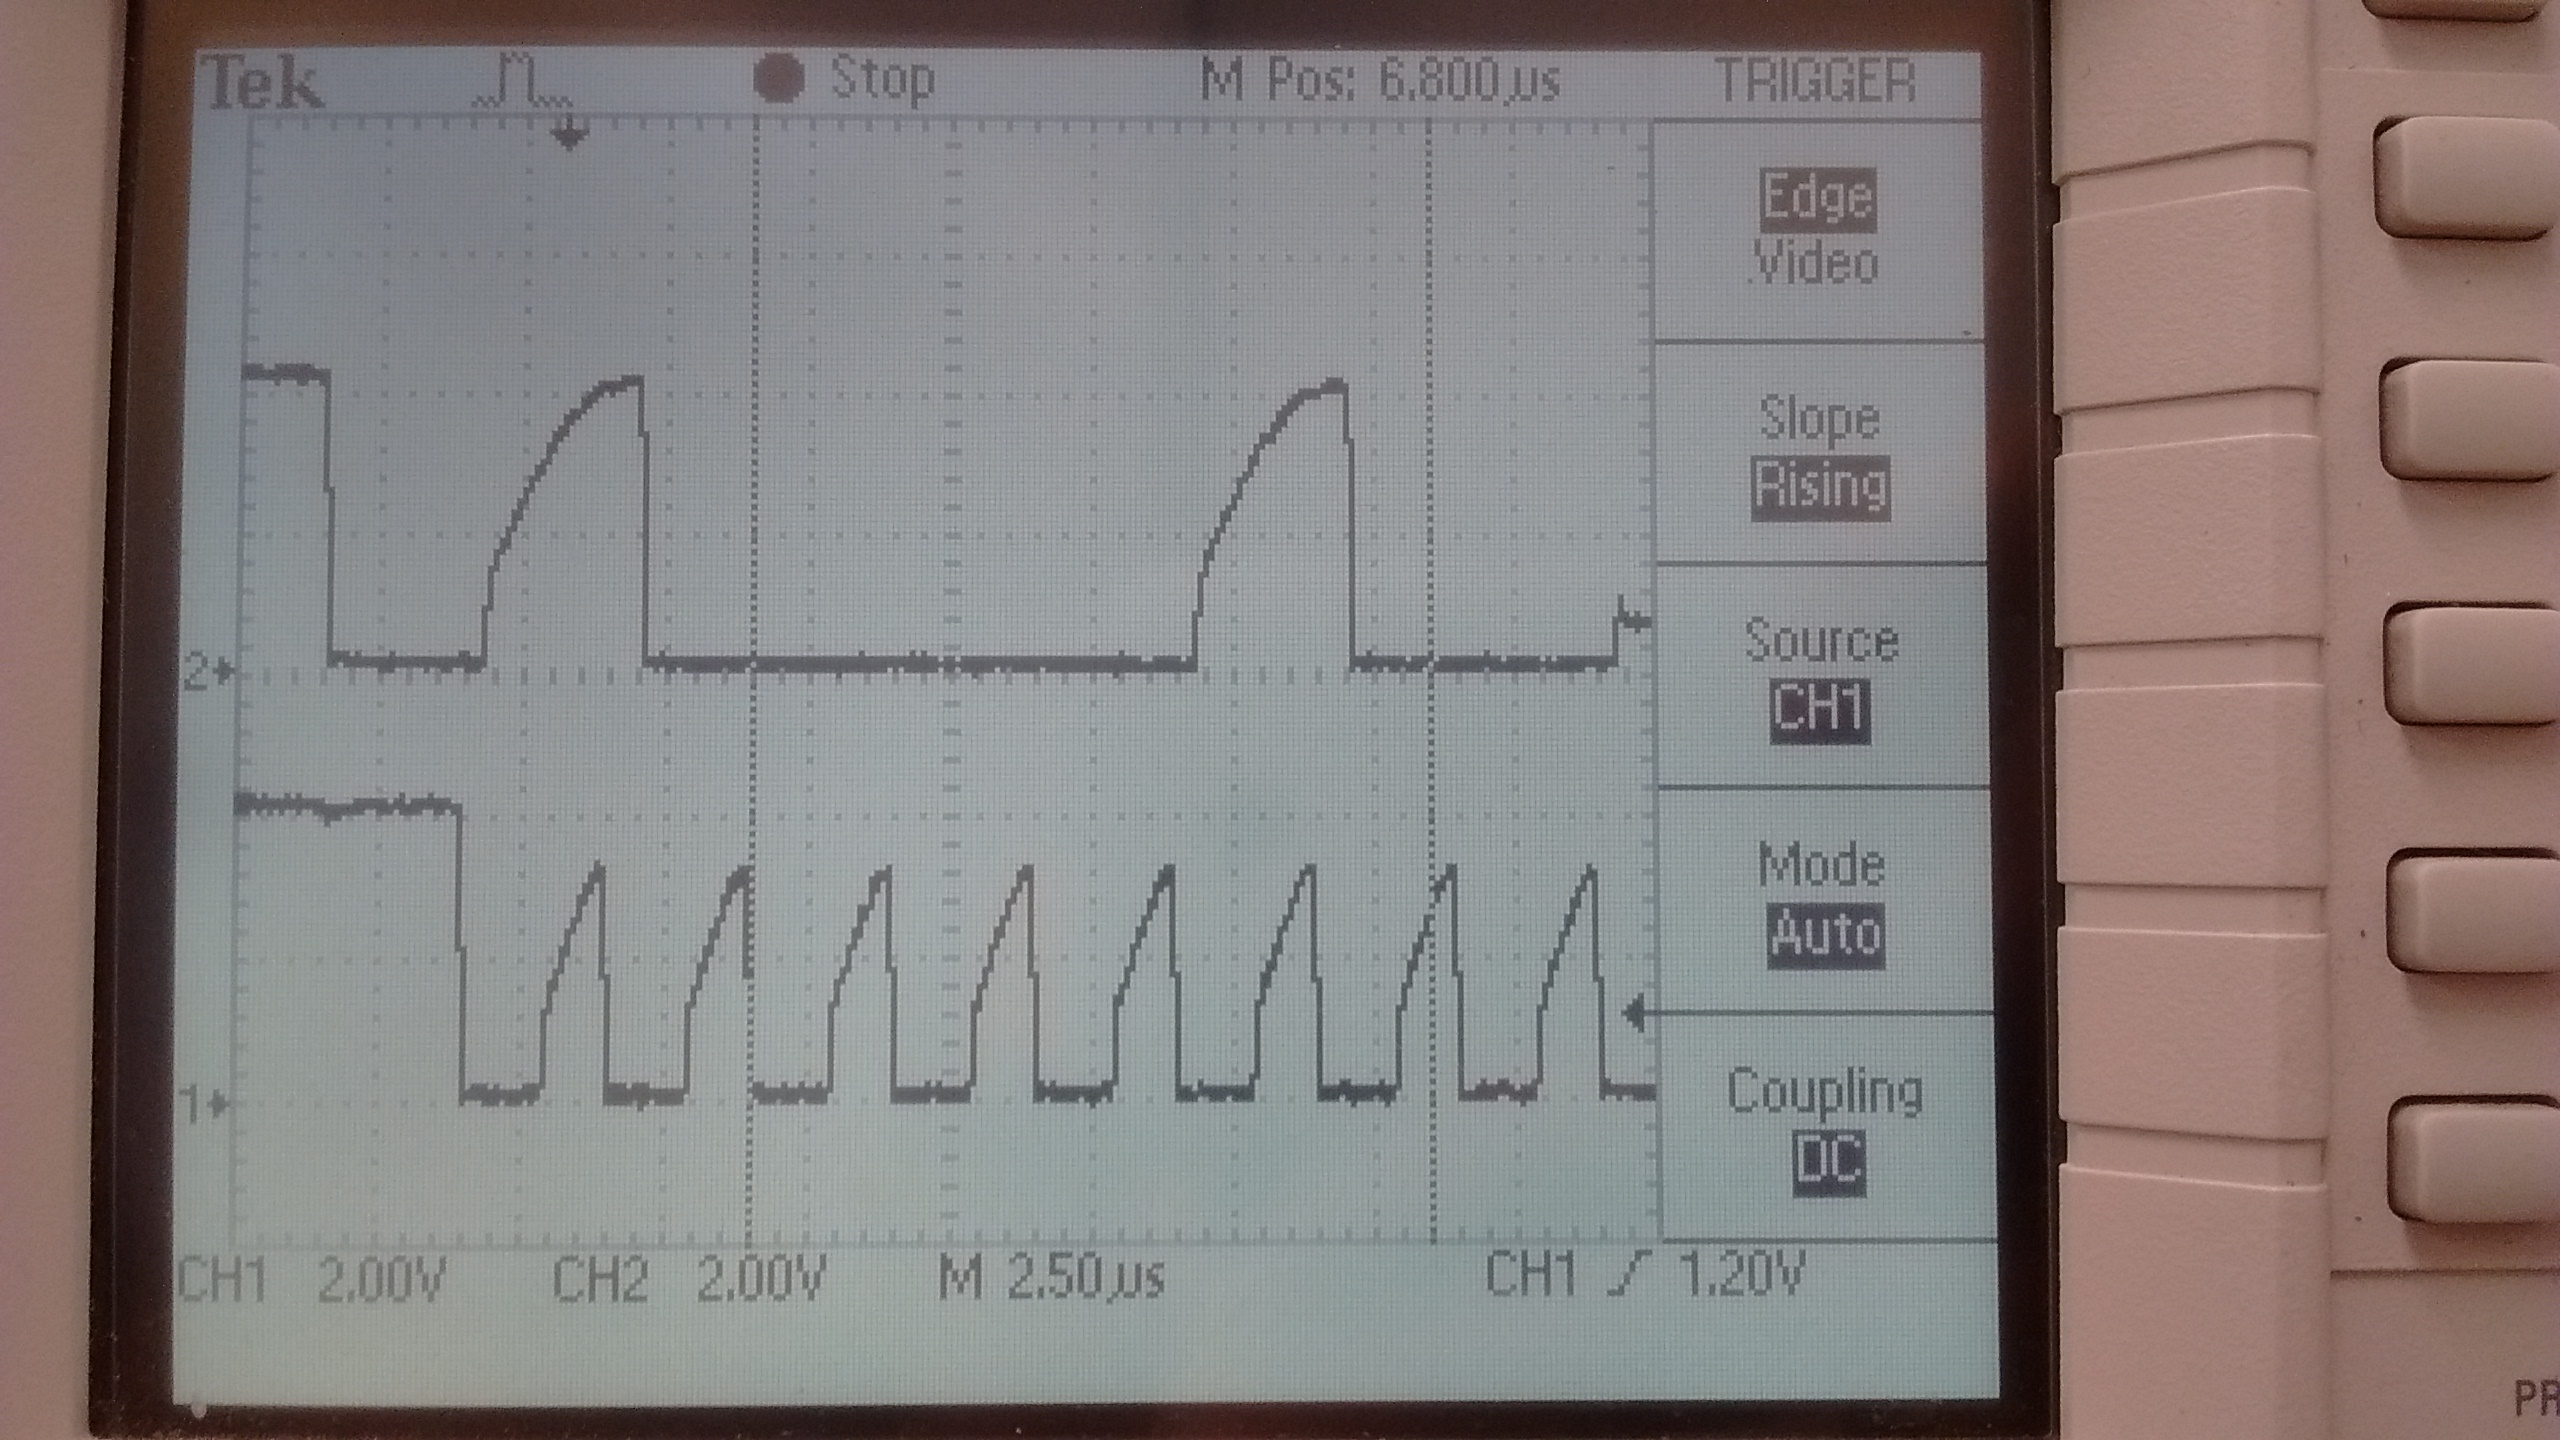 Tek Stop M Pos: 6.800µs TRIGGER
Edge
Video
Slope
Rising
Source
CH1
2
Mode
Auto
1
Coupling
DC
CH1 2.00V CH2 2.00V M 2.50µs CH1 1.20V
PR